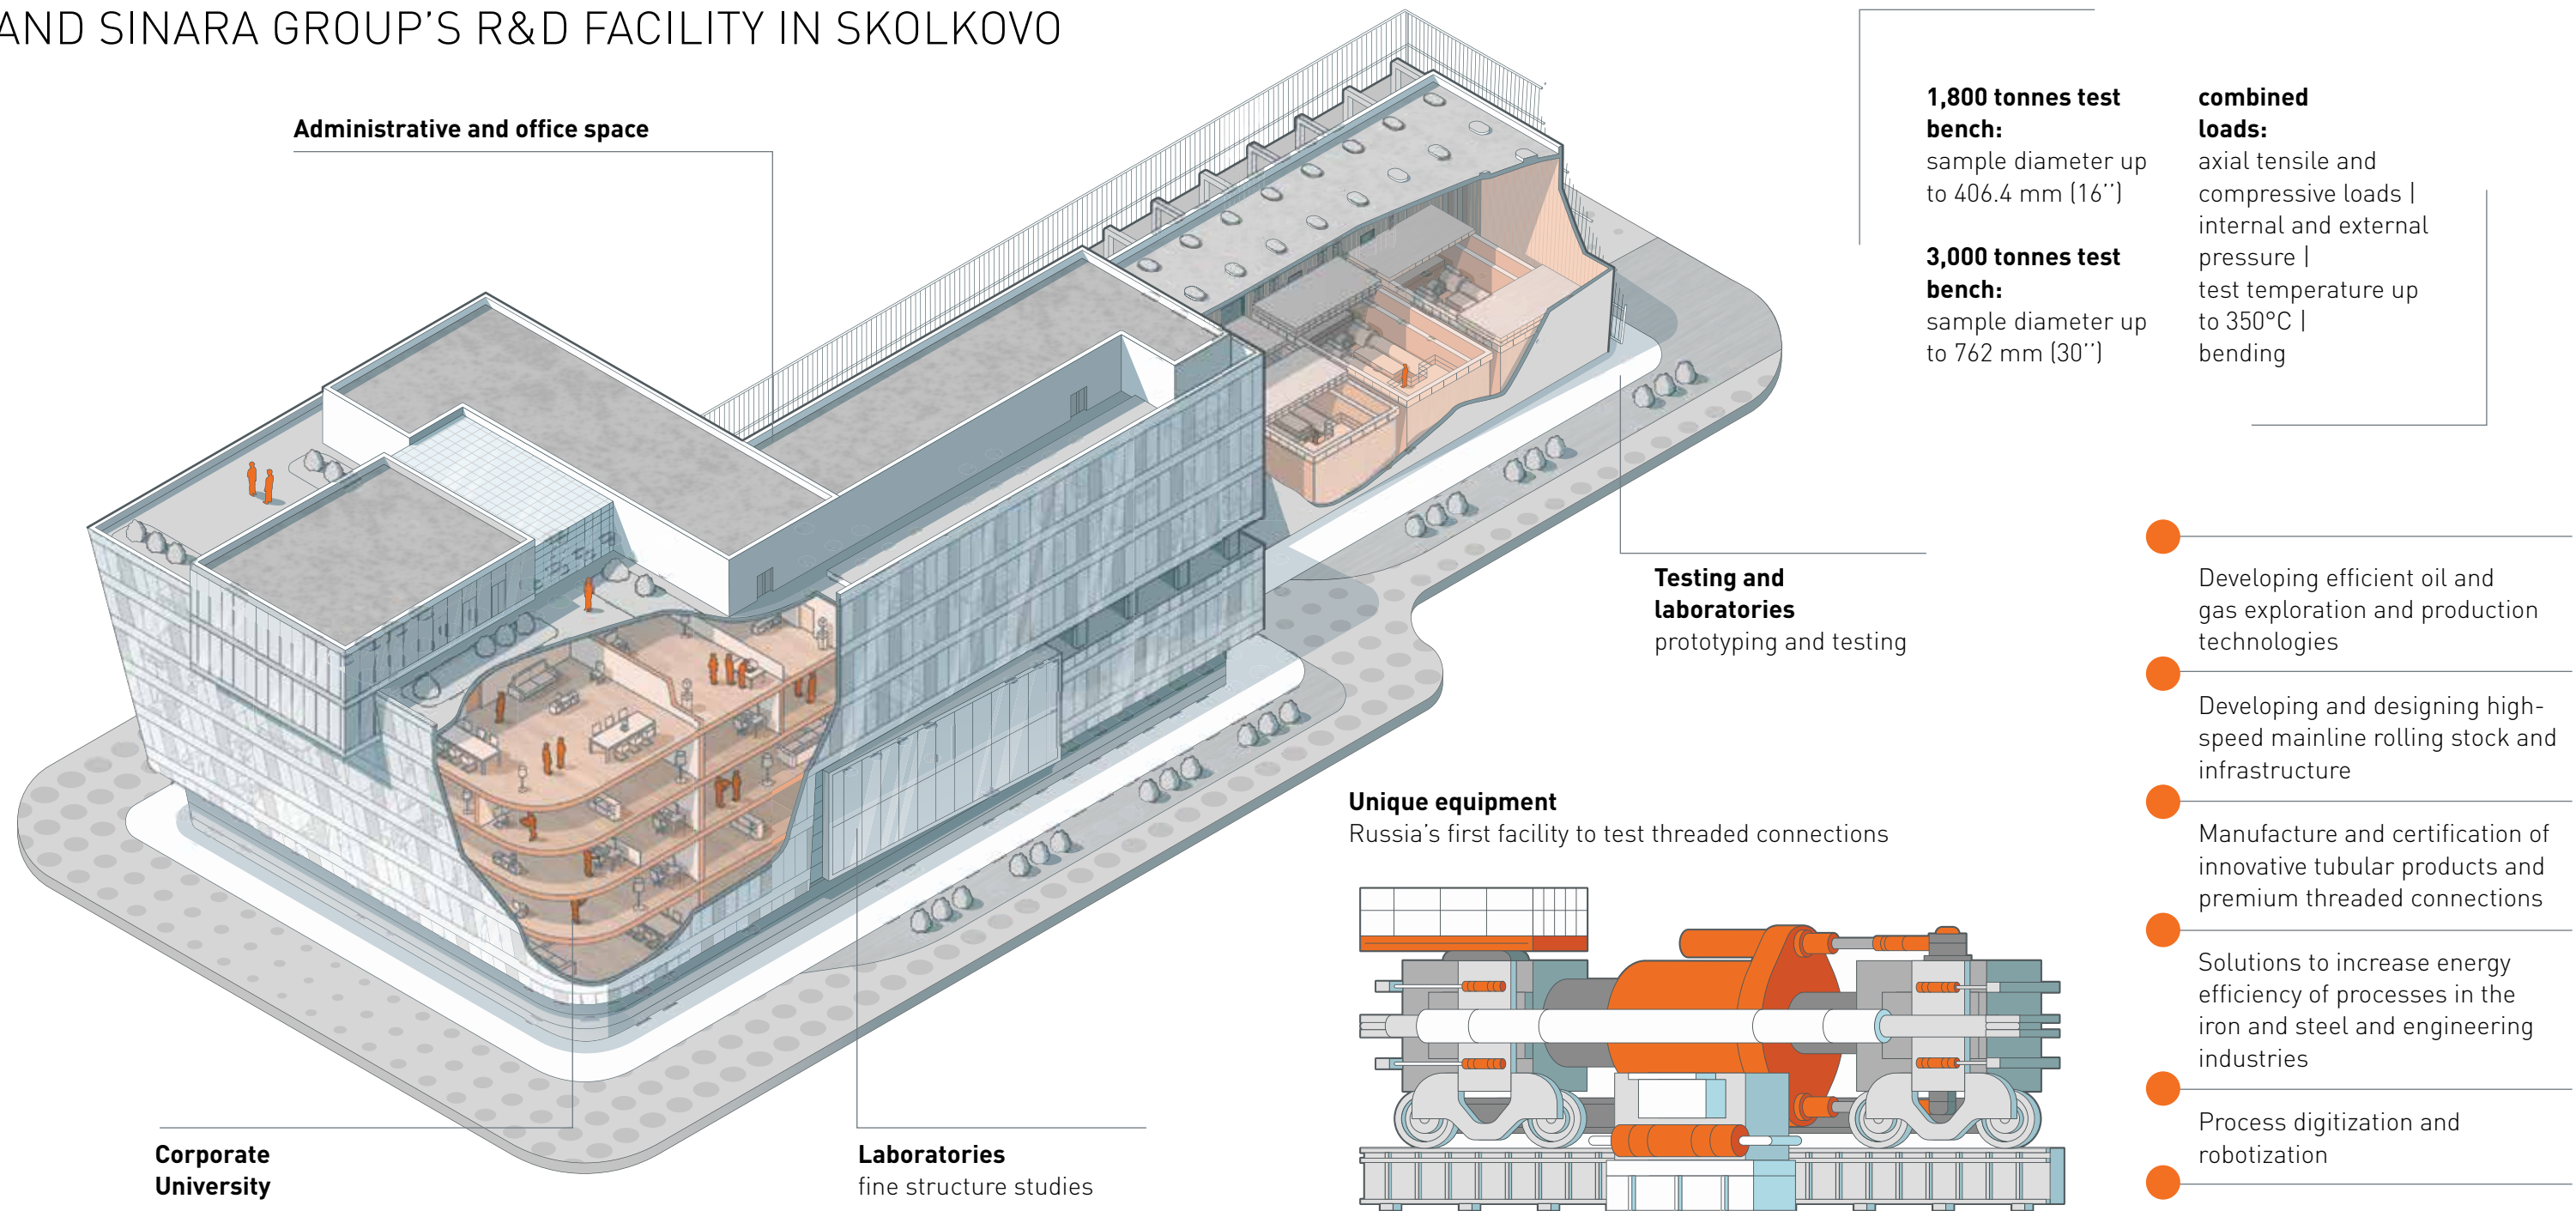 AND SINARA GROUP'S R&D FACILITY IN SKOLKOVO
Administrative and office space
1,800 tonnes test
bench:
sample diameter up
to 406.4 mm (16’’)
3,000 tonnes test
bench:
sample diameter up
to 762 mm (30’’)
combined
loads:
axial tensile and
compressive loads |
internal and external
pressure |
test temperature up
to 350°C |
bending
Testing and
laboratories
prototyping and testing
Unique equipment
Russia's first facility to test threaded connections
Corporate
University
Laboratories
fine structure studies
Developing efficient oil and
gas exploration and production
technologies
Developing and designing high-
speed mainline rolling stock and
infrastructure
Manufacture and certification of
innovative tubular products and
premium threaded connections
Solutions to increase energy
efficiency of processes in the
iron and steel and engineering
industries
Process digitization and
robotization